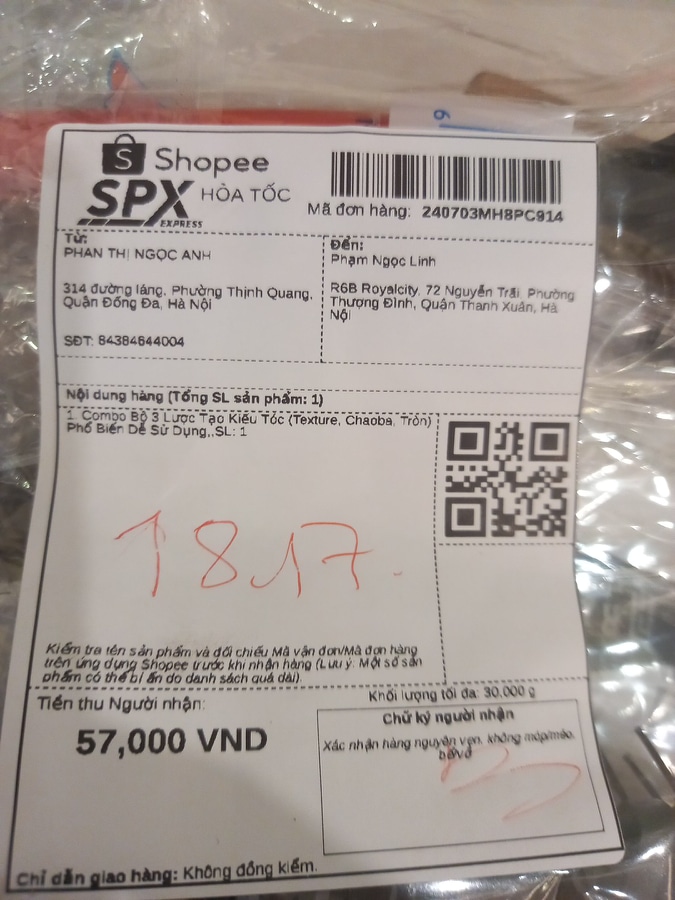 Shopee
SPX HỎA TỐC
EXPRESS
Mã đơn hàng: 240703MH8PC914
Từ:
PHAN THỊ NGỌC ANH
314 đường láng, Phường Thịnh Quang,
Quận Đống Đa, Hà Nội
SĐT: 84384644004
Đến:
Phạm Ngọc Linh
R6B Royalcity, 72 Nguyễn Trãi, Phường
Thượng Đình, Quận Thanh Xuân, Hà
Nội
Nội dung hàng (Tổng SL sản phẩm: 1)
1. Combo Bộ 3 Lược Tạo Kiểu Tóc (Texture, Chaoba, Tròn)
Phổ Biến Dễ Sử Dụng,,SL: 1
Kiểm tra tên sản phẩm và đối chiếu Mã vận đơn/Mã đơn hàng
trên ứng dụng Shopee trước khi nhận hàng (Lưu ý: Một số sản
phẩm có thể bị ẩn do danh sách quá dài).
Khối lượng tối đa: 30.000 g
Tiền thu Người nhận:
57,000 VND
Chữ ký người nhận
Xác nhận hàng nguyên vẹn, không móp/méo,
bể/vỡ
Chỉ dẫn giao hàng: Không đồng kiểm.